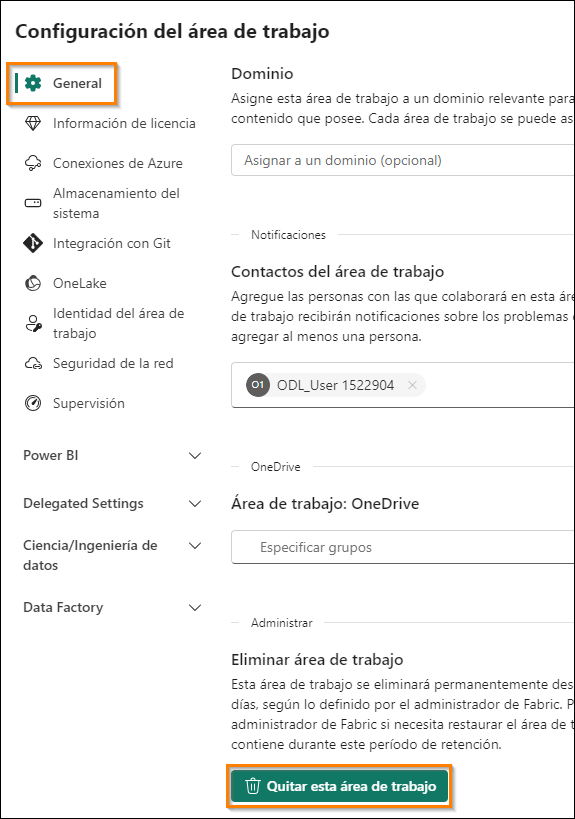 Configuración del área de trabajo
General
Información de licencia
Conexiones de Azure
Almacenamiento del
sistema
Integración con Git
OneLake
Identidad del área de
trabajo
Seguridad de la red
Supervisión
Power BI
Delegated Settings
Ciencia/Ingeniería de
datos
Data Factory
Dominio
Asigne esta área de trabajo a un dominio relevante para
contenido que posee. Cada área de trabajo se puede as
Asignar a un dominio (opcional)
Notificaciones
Contactos del área de trabajo
Agregue las personas con las que colaborará en esta áre
de trabajo recibirán notificaciones sobre los problemas
agregar al menos una persona.
O1 ODL_User 1522904
OneDrive
Área de trabajo: OneDrive
Especificar grupos
Administrar
Eliminar área de trabajo
Esta área de trabajo se eliminará permanentemente des
días, según lo definido por el administrador de Fabric. P
administrador de Fabric si necesita restaurar el área de t
contiene durante este período de retención.
Quitar esta área de trabajo